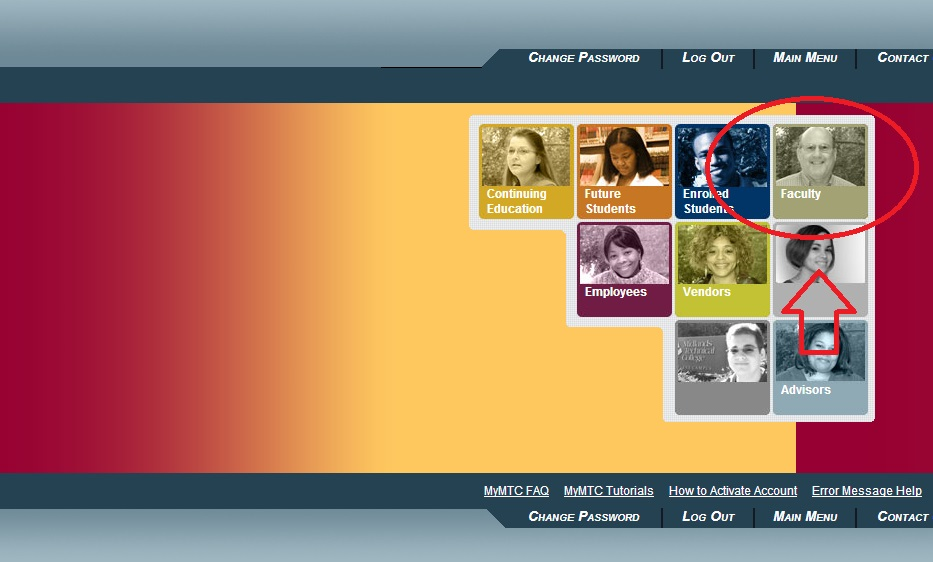 CHANGE PASSWORD LOG OUT MAIN MENU CONTACT
Continuing Education
Future Students
Enrolled Students
Faculty
Employees
Vendors
Midlands
Technical
College
Advisors
MyMTC FAQ MyMTC Tutorials How to Activate Account Error Message Help
CHANGE PASSWORD LOG OUT MAIN MENU CONTACT